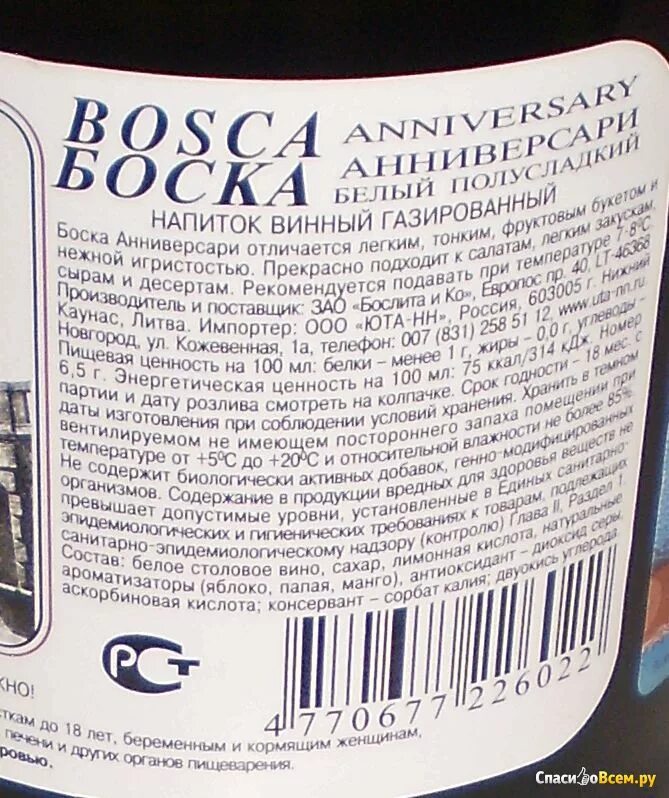 BOSCA ANNIVERSARY
БОСКА АННИВЕРСАРИ
БЕЛЫЙ ПОЛУСЛАДКИЙ
НАПИТОК ВИННЫЙ ГАЗИРОВАННЫЙ
Боска Анниверсари отличается легким, тонким, фруктовым букетом и
нежной игристостью. Прекрасно подходит к салатам, легким закускам,
сырам и десертам. Рекомендуется подавать при температуре 7-8°С.
Производитель и поставщик: ЗАО «Бослита и Ко», Европос пр. 40, LT-46368
Каунас, Литва. Импортер: ООО «ЮТА-НН», Россия, 603005 г. Нижний
Новгород, ул. Кожевенная, 1а, телефон: 007 (831) 258 51 12, www.uta-nn.ru.
Пищевая ценность на 100 мл: белки – менее 1 г, жиры – 0,0 г, углеводы –
6,5 г. Энергетическая ценность на 100 мл: 75 ккал/314 кДж. Номер
партии и дату розлива смотреть на колпачке. Срок годности – 18 мес. с
даты изготовления при соблюдении условий хранения. Хранить в темном
вентилируемом не имеющем постороннего запаха помещении при
температуре от +5°С до +20°С и относительной влажности не более 85%.
Не содержит биологически активных добавок, генно-модифицированных
организмов. Содержание в продукции вредных для здоровья веществ не
превышает допустимые уровни, установленные в Единых санитарно-
эпидемиологических и гигиенических требованиях к товарам, подлежащих
санитарно-эпидемиологическому надзору (контролю) Глава II, Раздел 1.
Состав: белое столовое вино, сахар, лимонная кислота, натуральные
ароматизаторы (яблоко, папая, манго), антиоксидант – диоксид серы,
аскорбиновая кислота; консервант – сорбат калия; двуокись углерода.
РСТ
4 770677 226022
ЖНО!
сткам до 18 лет, беременным и кормящим женщинам,
печени и других органов пищеварения.
ровью.
СпасибоВсем.ру